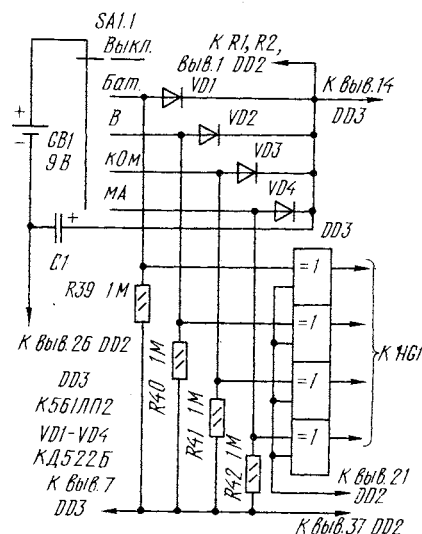 SA1.1
Выкл.
К R1, R2,
Выв.1 DD2
Бат.
VD1
К выв.14
DD3
В
VD2
+
-
GB1
9 В
кОм
VD3
МА
VD4
+
DD3
C1
R39 1М
=1
=1
=1
=1
К HG1
К выв.26 DD2
R40 1М
R41 1М
R42 1М
DD3
К561ЛП2
VD1-VD4
КД522Б
К выв.7
DD3
К выв.21
DD2
К выв.37 DD2